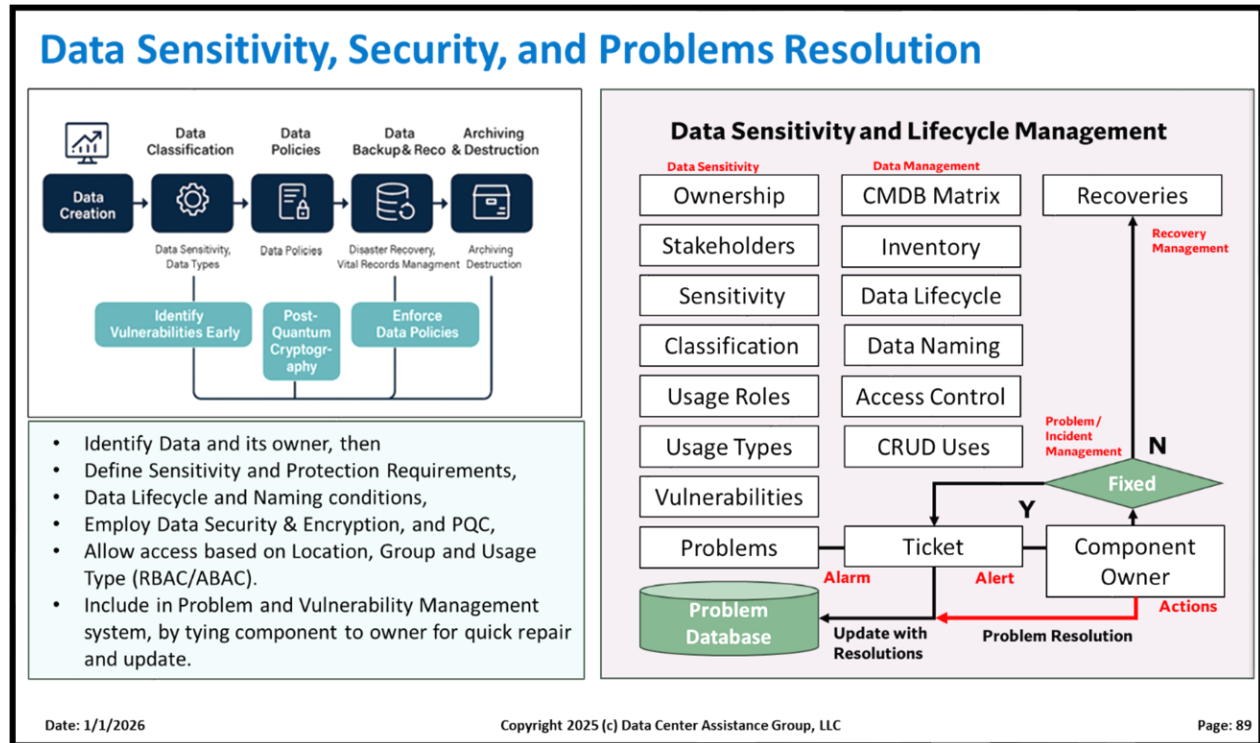 Data Sensitivity, Security, and Problems Resolution
Data
Classification
Data
Policies
Data
Backup& Reco
Archiving
& Destruction
Data
Creation
Data Sensitivity,
Data Types
Data Policies
Disaster Recovery,
Vital Records Managment
Archiving
Destruction
Identify
Vulnerabilities Early
Post-
Quantum
Cryptogr-
aphy
Enforce
Data Policies
• Identify Data and its owner, then
• Define Sensitivity and Protection Requirements,
• Data Lifecycle and Naming conditions,
• Employ Data Security & Encryption, and PQC,
• Allow access based on Location, Group and Usage
Type (RBAC/ABAC).
• Include in Problem and Vulnerability Management
system, by tying component to owner for quick repair
and update.
Data Sensitivity and Lifecycle Management
Data Sensitivity
Ownership
Stakeholders
Sensitivity
Classification
Usage Roles
Usage Types
Vulnerabilities
Problems
Problem
Database
Data Management
CMDB Matrix
Inventory
Data Lifecycle
Data Naming
Access Control
CRUD Uses
Recoveries
Recovery
Management
Problem /
Incident
Management
N
Fixed
Y
Ticket
Component
Owner
Alarm
Alert
Actions
Update with
Resolutions
Problem Resolution
Date: 1/1/2026
Copyright 2025 (c) Data Center Assistance Group, LLC
Page: 89